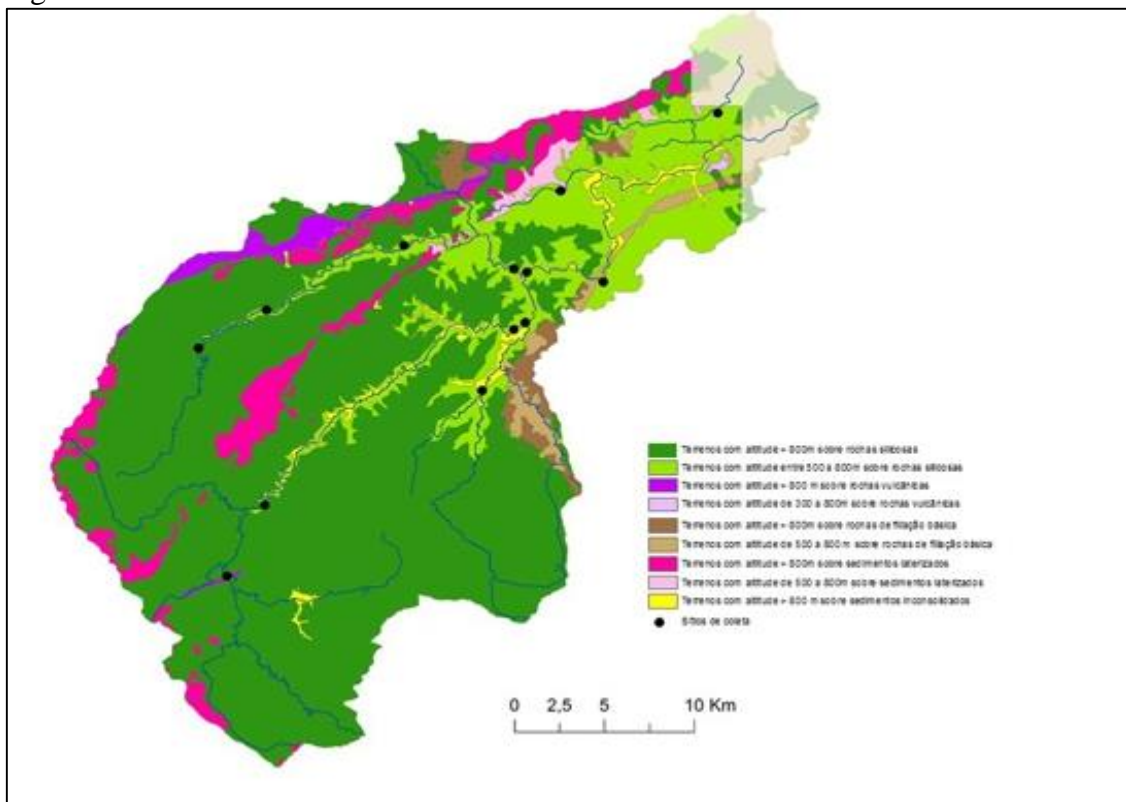 Terrenos com altitude > 800m sobre rochas silicosas
Terrenos com altitude entre 500 a 800m sobre rochas silicosas
Terrenos com altitude > 800 m sobre rochas vulcânicas
Terrenos com altitude de 500 a 800m sobre rochas vulcânicas
Terrenos com altitude > 800m sobre rochas de filiação básica
Terrenos com altitude de 500 a 800 m sobre rochas de filiação básica
Terrenos com altitude > 800m sobre sedimentos laterizados
Terrenos com altitude de 500 a 800m sobre sedimentos laterizados
Terrenos com altitude > 800 m sobre sedimentos inconsolidados
Sítios de coleta
0 2,5 5 10 Km